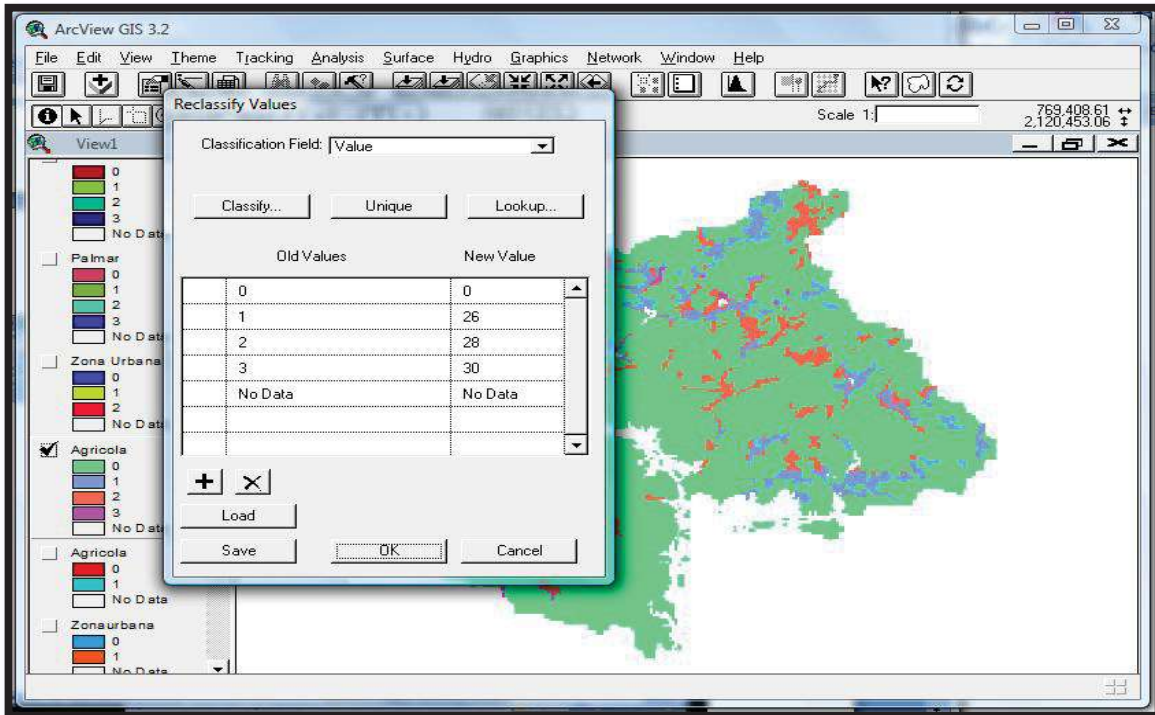 ArcView GIS 3.2
File Edit View Theme Tracking Analysis Surface Hydro Graphics Network Window Help
Scale 1:
769,408.61
2,120,453.06
View1
0
1
2
3
No Data
Palmar
0
1
2
3
No Data
Zona Urbana
0
1
2
No Dat
Agricola
0
1
2
3
No Dat
Agricola
0
1
No Data
Zonaurbana
0
1
No Data
Reclassify Values
Classification Field: Value
Classify... Unique Lookup...
Old Values New Value
0 0
1 26
2 28
3 30
No Data No Data
Load
Save OK Cancel